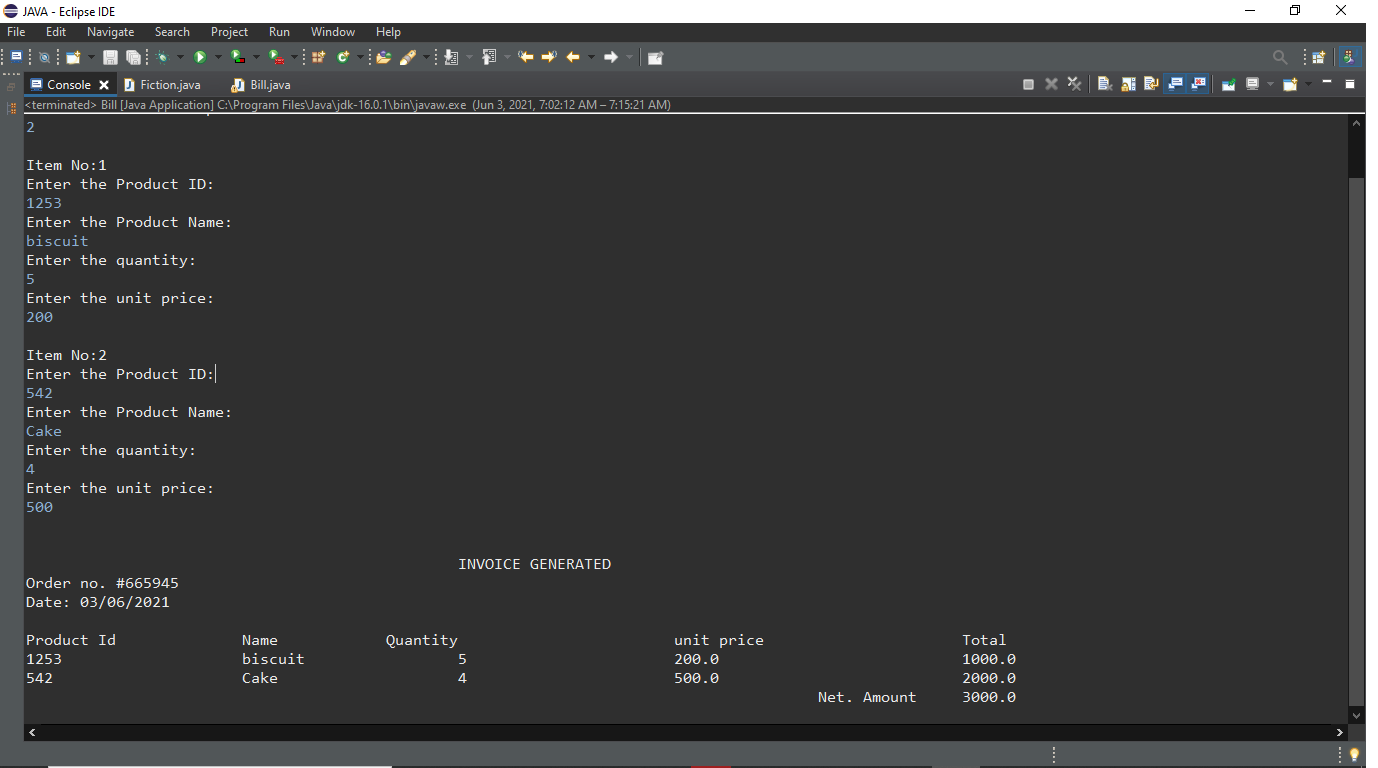 JAVA - Eclipse IDE
File Edit Navigate Search Project Run Window Help
Console Fiction.java Bill.java
<terminated> Bill [Java Application] C:\Program Files\Java\jdk-16.0.1\bin\javaw.exe (Jun 3, 2021, 7:02:12 AM – 7:15:21 AM)
2
Item No:1
Enter the Product ID:
1253
Enter the Product Name:
biscuit
Enter the quantity:
5
Enter the unit price:
200
Item No:2
Enter the Product ID:
542
Enter the Product Name:
Cake
Enter the quantity:
4
Enter the unit price:
500
INVOICE GENERATED
Order no. #665945
Date: 03/06/2021
Product Id Name Quantity unit price Total
1253 biscuit 5 200.0 1000.0
542 Cake 4 500.0 2000.0
Net. Amount 3000.0